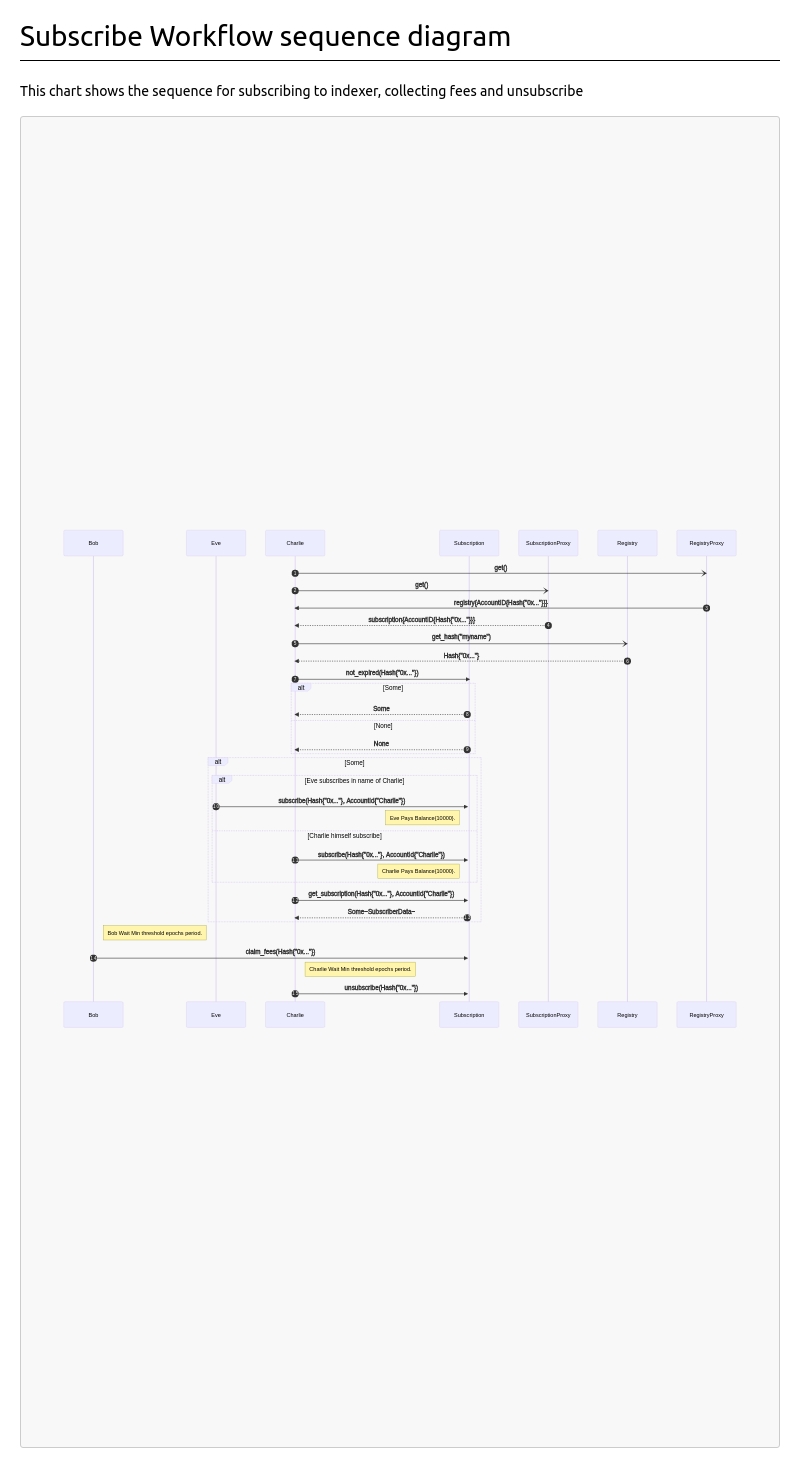 Subscribe Workflow sequence diagram
This chart shows the sequence for subscribing to indexer, collecting fees and unsubscribe
Bob
Eve
Charlie
Subscription
SubscriptionProxy
Registry
RegistryProxy
1
get()
2
get()
registry{AccountID{Hash{"0x..."}}}
3
subscription{AccountID{Hash{"0x..."}}}
4
5
get_hash("myname")
Hash{"0x..."}
6
7
not_expired(Hash{"0x..."})
alt
[Some]
Some
8
[None]
None
9
alt
[Some]
alt
[Eve subscribes in name of Charlie]
10
subscribe(Hash{"0x..."}, AccountId{"Charlie"})
Eve Pays Balance(10000).
[Charlie himself subscribe]
11
subscribe(Hash{"0x..."}, AccountId{"Charlie"})
Charlie Pays Balance(10000).
12
get_subscription(Hash{"0x..."}, AccountId{"Charlie"})
Some~SubscriberData~
13
Bob Wait Min threshold epochs period.
14
claim_fees(Hash{"0x..."})
Charlie Wait Min threshold epochs period.
15
unsubscribe(Hash{"0x..."})
Bob
Eve
Charlie
Subscription
SubscriptionProxy
Registry
RegistryProxy